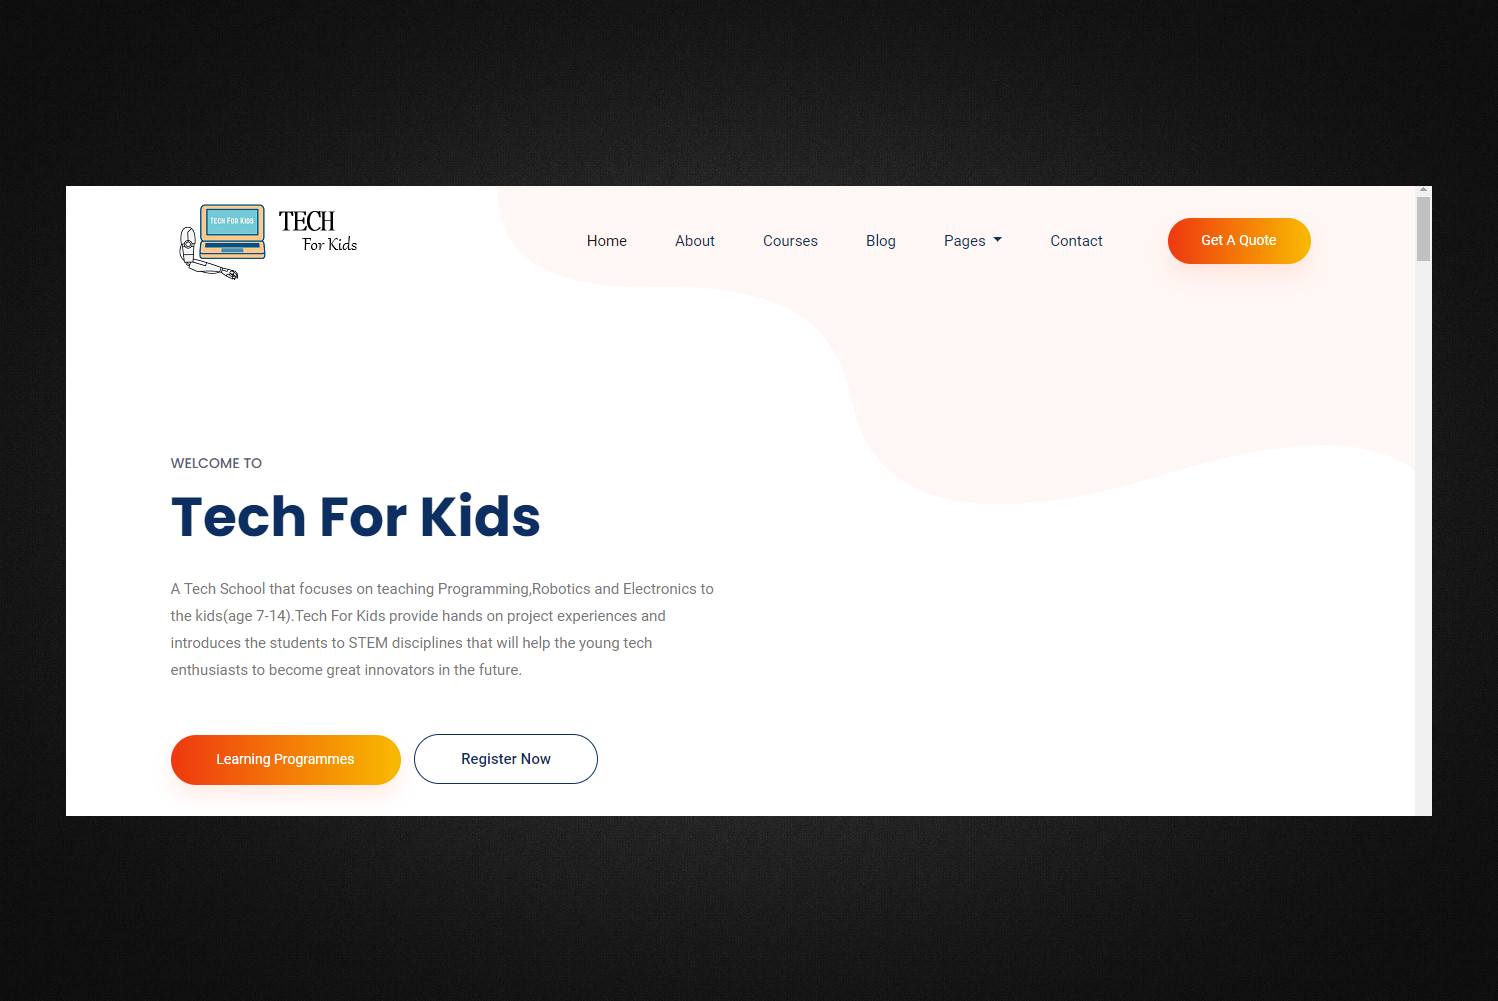 Tech For Kids
TECH
For Kids
Home About Courses Blog Pages Contact
Get A Quote
WELCOME TO
Tech For Kids
A Tech School that focuses on teaching Programming,Robotics and Electronics to
the kids(age 7-14).Tech For Kids provide hands on project experiences and
introduces the students to STEM disciplines that will help the young tech
enthusiasts to become great innovators in the future.
Learning Programmes
Register Now